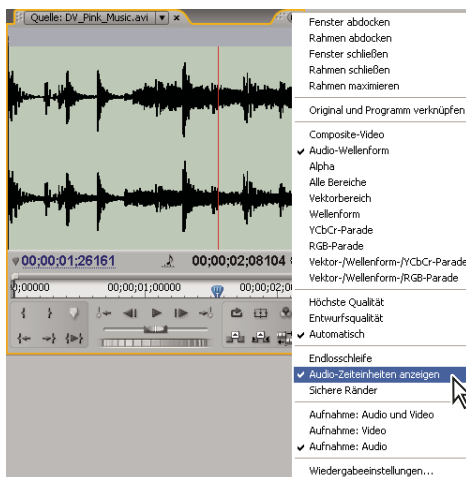 Quelle: DV_Pink_Music.avi
00;00;01;26161
00;00;02;08104
00;00;01;00000
Fenster abdocken
Rahmen abdocken
Fenster schließen
Rahmen schließen
Rahmen maximieren
Original und Programm verknüpfen
Composite-Video
Audio-Wellenform
Alpha
Alle Bereiche
Vektorbereich
Wellenform
YCbCr-Parade
RGB-Parade
Vektor-/Wellenform-/YCbCr-Parade
Vektor-/Wellenform-/RGB-Parade
Höchste Qualität
Entwurfsqualität
Automatisch
Endlosschleife
Audio-Zeiteinheiten anzeigen
Sichere Ränder
Aufnahme: Audio und Video
Aufnahme: Video
Aufnahme: Audio
Wiedergabeeinstellungen...